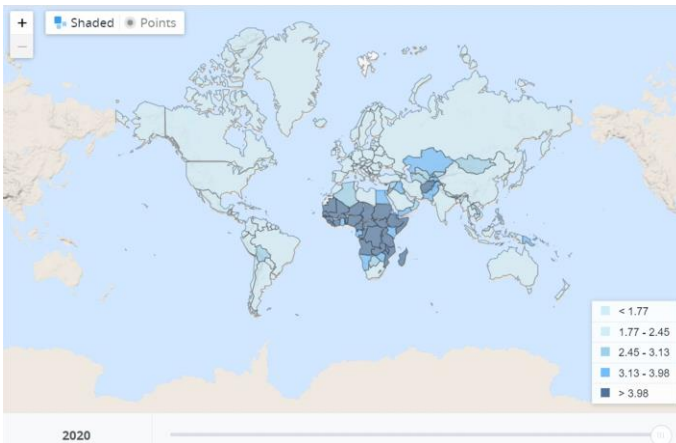 +
Shaded Points
−
< 1.77
1.77 - 2.45
2.45 - 3.13
3.13 - 3.98
> 3.98
2020